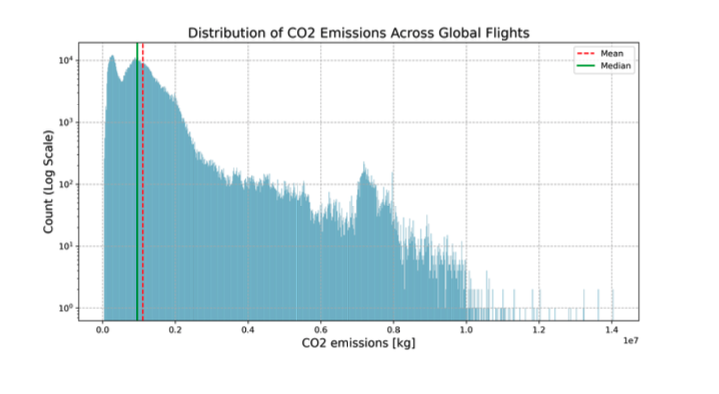 Distribution of CO2 Emissions Across Global Flights
Mean
Median
Count (Log Scale)
10⁴
10³
10²
10¹
10⁰
0.0 0.2 0.4 0.6 0.8 1.0 1.2 1.4
1e7
CO2 emissions [kg]